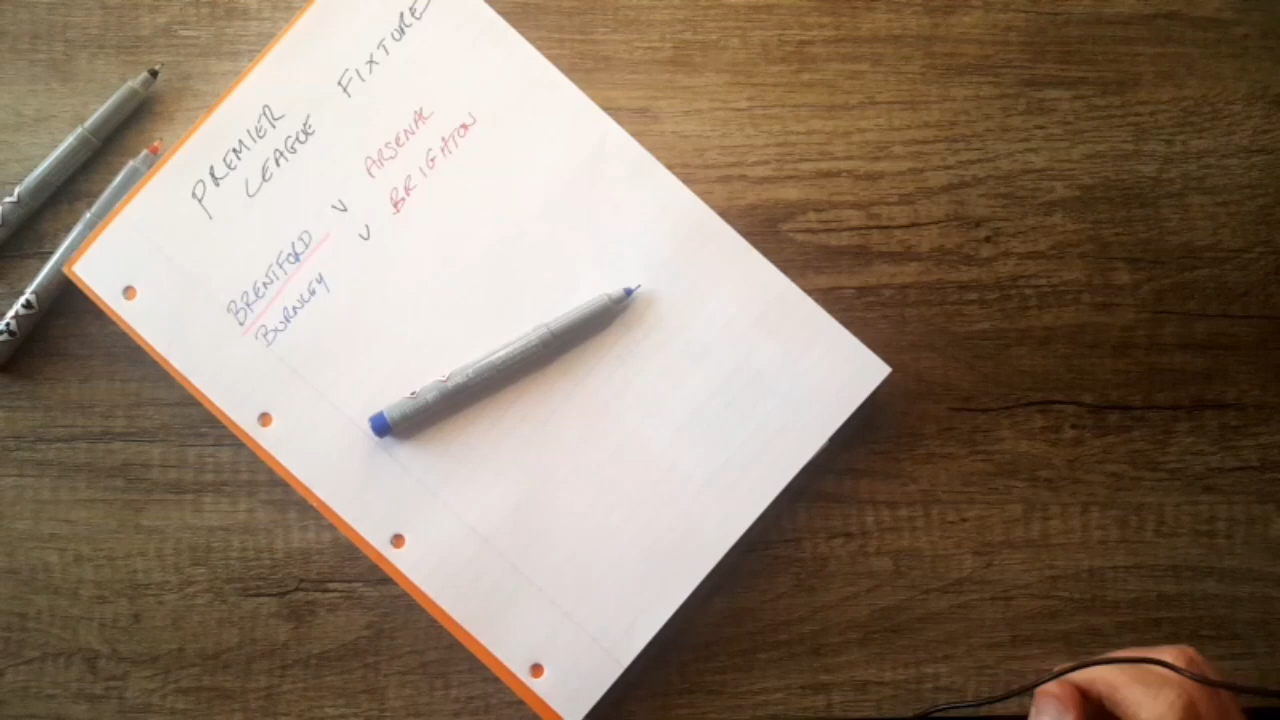 PREMIER
LEAGUE FIXTURES
BRENTFORD v ARSENAL
BURNLEY v BRIGHTON